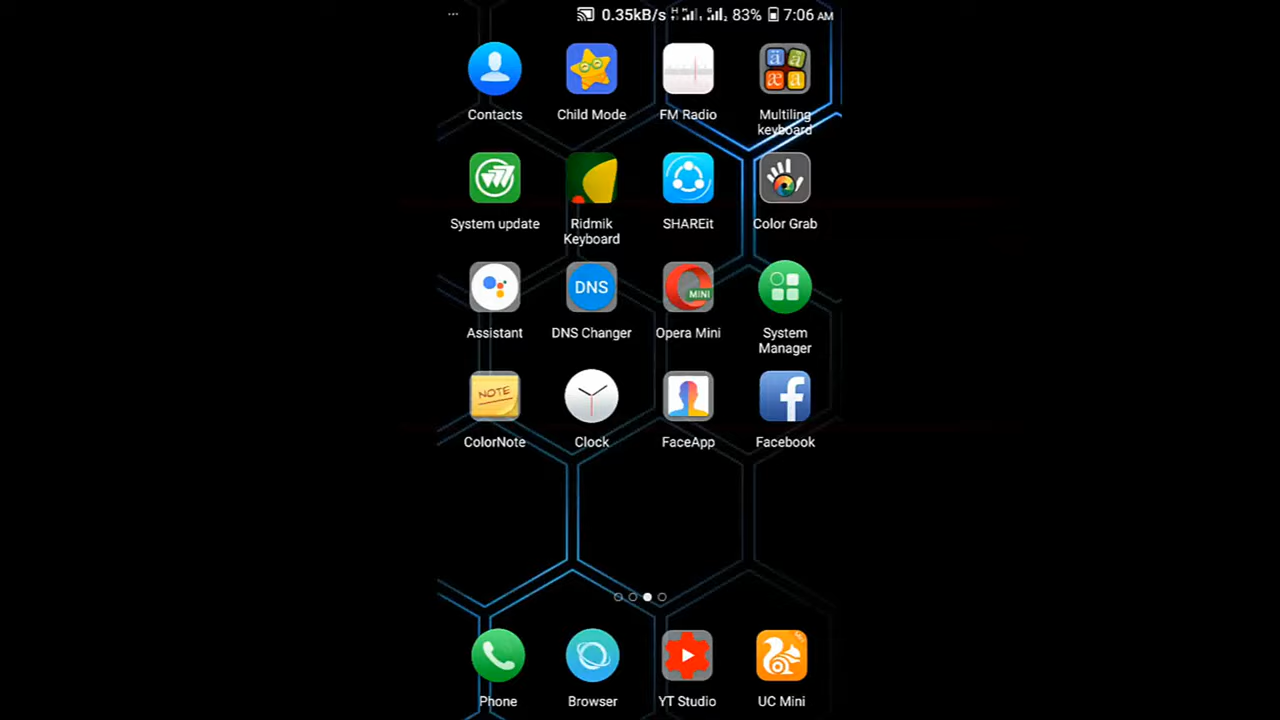 ... 0.35kB/s H 83% 7:06 AM
Contacts Child Mode FM Radio Multiling keyboard
System update Ridmik Keyboard SHAREit Color Grab
DNS
MINI
Assistant DNS Changer Opera Mini System Manager
NOTE
ColorNote Clock FaceApp Facebook
Phone Browser YT Studio UC Mini